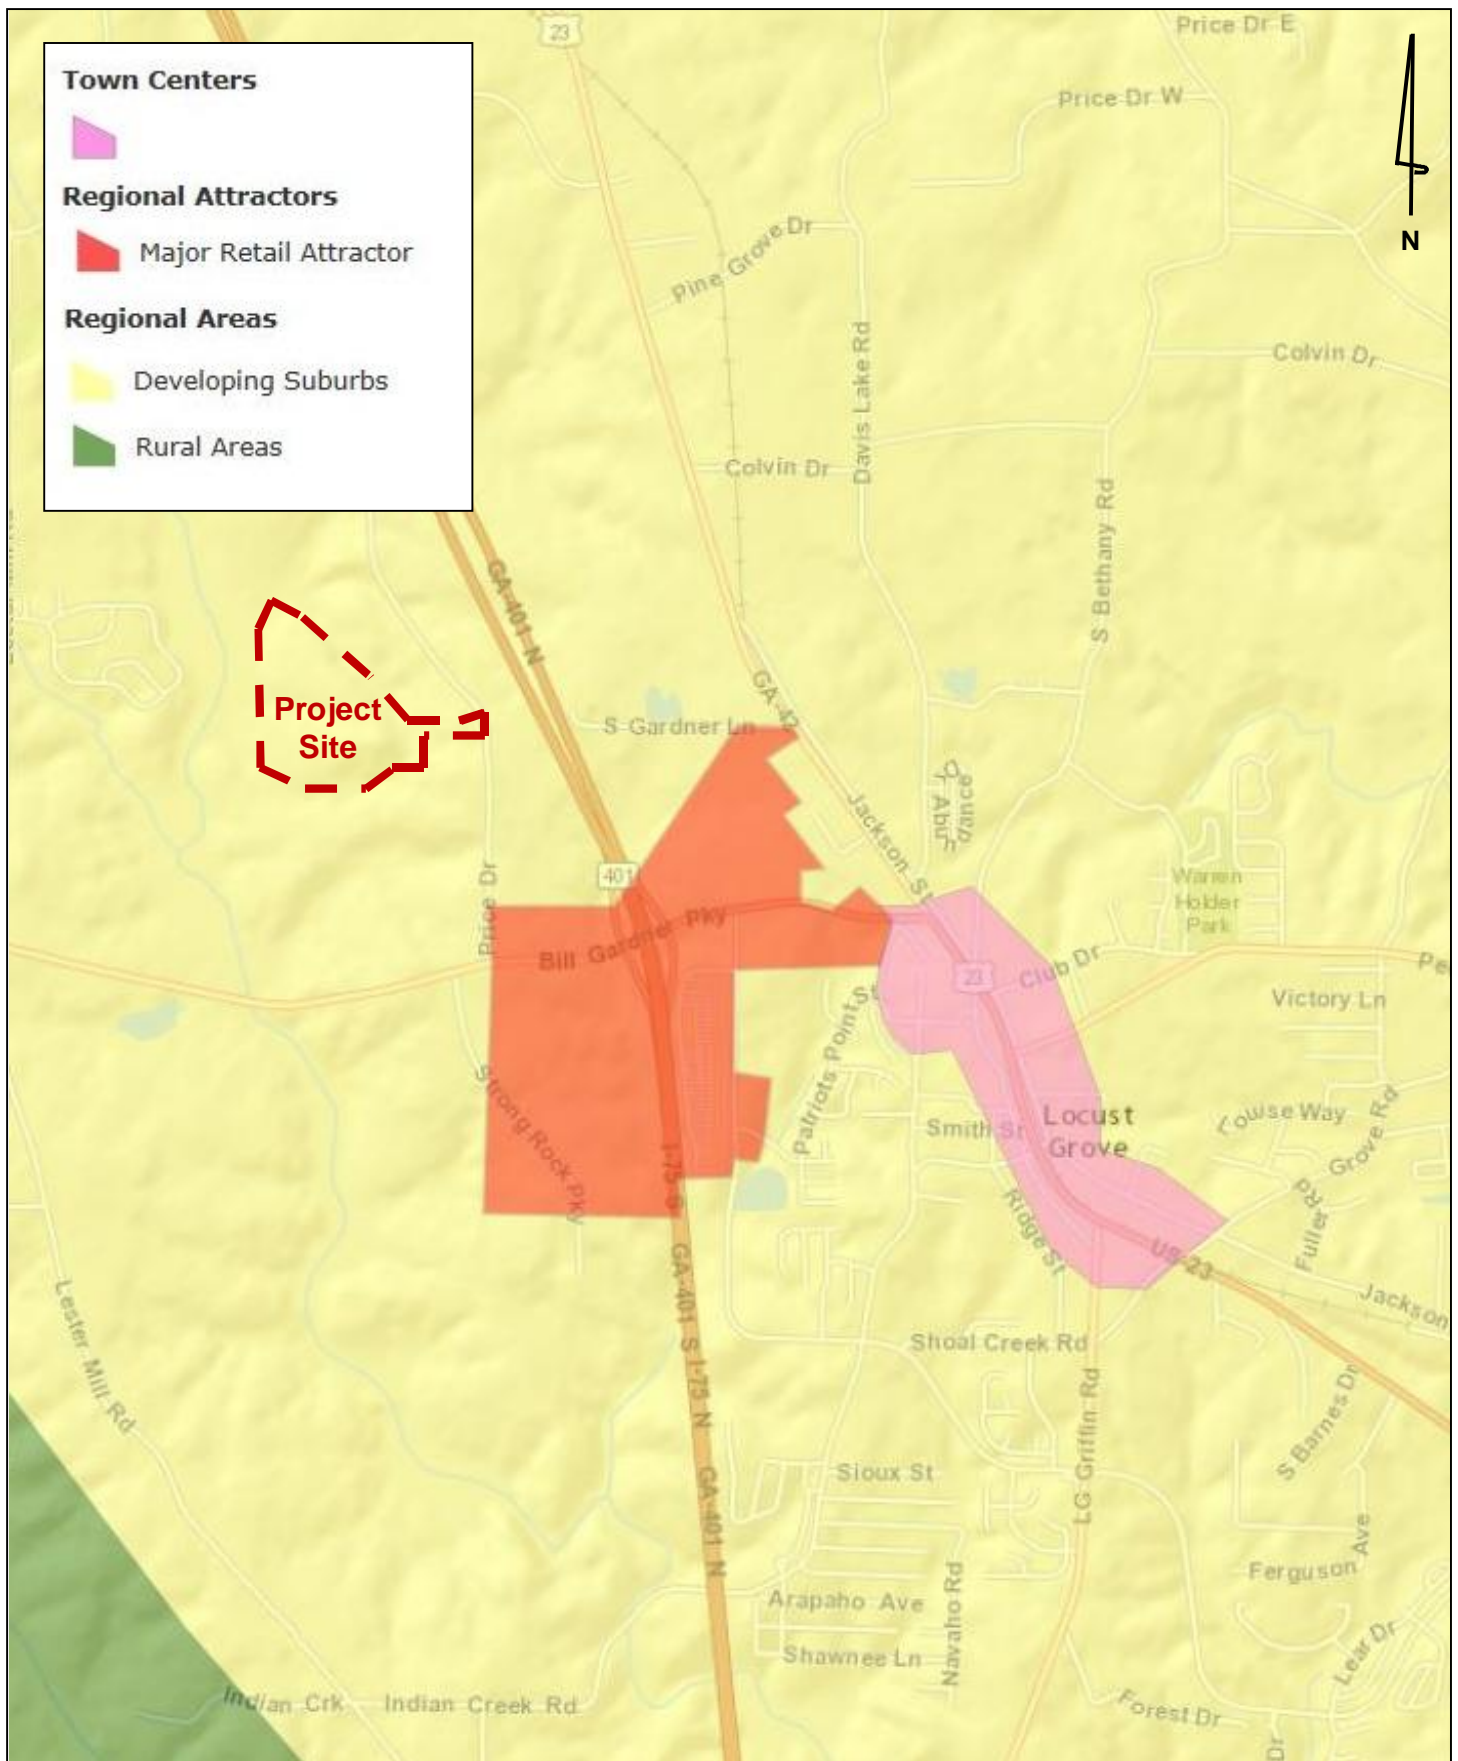 23
Price Dr E
Town Centers
Price Dr W
Regional Attractors
Major Retail Attractor
Pine Grove Dr
N
Regional Areas
Developing Suburbs
Rural Areas
Colvin Dr
Davis Lake Rd
Colvin Dr
S Bethany Rd
GA-401 N
GA-42
Project
Site
S Gardner Ln
Jackson St
401
Price Dr
Bill Gardner Pky
Warren
Holder
Park
23
Club Dr
Victory Ln
Patriots Point St
Strong Rock Pky
Smith St
Locust
Grove
Louise Way
Grove Rd
Fuller Rd
I-75 S
Ridge St
US-23
Jackson
Lester Mill Rd
GA-401 S
I-75 N
Shoal Creek Rd
LG Griffin Rd
S Barnes Dr
GA-401 N
Sioux St
Ferguson Ave
Arapaho Ave
Navaho Rd
Shawnee Ln
Lear Dr
Indian Crk
Indian Creek Rd
Forest Dr
Dr